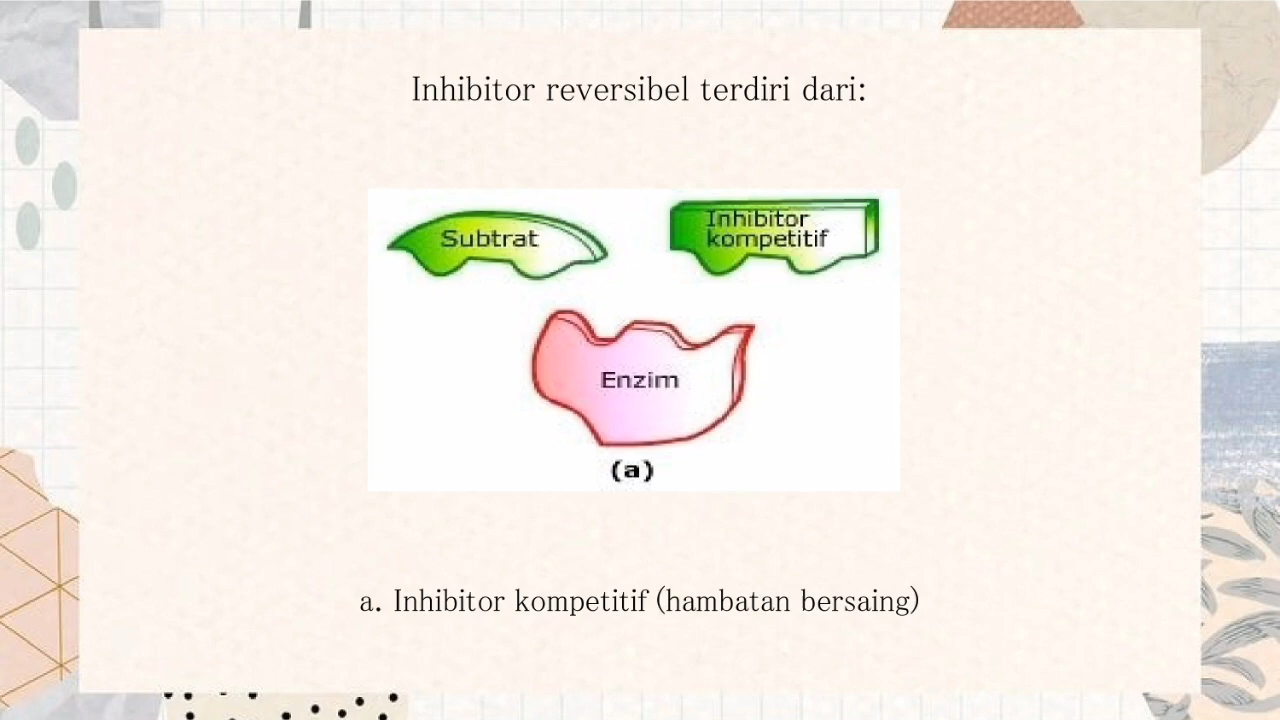 Inhibitor reversibel terdiri dari:
Subtrat
Inhibitor
kompetitif
Enzim
(a)
a. Inhibitor kompetitif (hambatan bersaing)